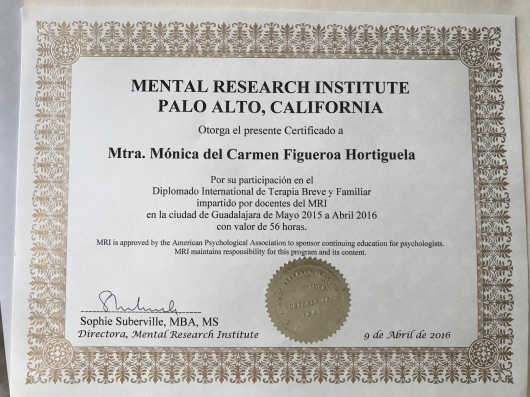 MENTAL RESEARCH INSTITUTE
PALO ALTO, CALIFORNIA
Otorga el presente Certificado a
Mtra. Mónica del Carmen Figueroa Hortiguela
Por su participación en el
Diplomado International de Terapia Breve y Familiar
impartido por docentes del MRI
en la ciudad de Guadalajara de Mayo 2015 a Abril 2016
con valor de 56 horas.
MRI is approved by the American Psychological Association to sponsor continuing education for psychologists.
MRI maintains responsibility for this program and its content.
Sophie Suberville, MBA, MS
Directora, Mental Research Institute
9 de Abril de 2016